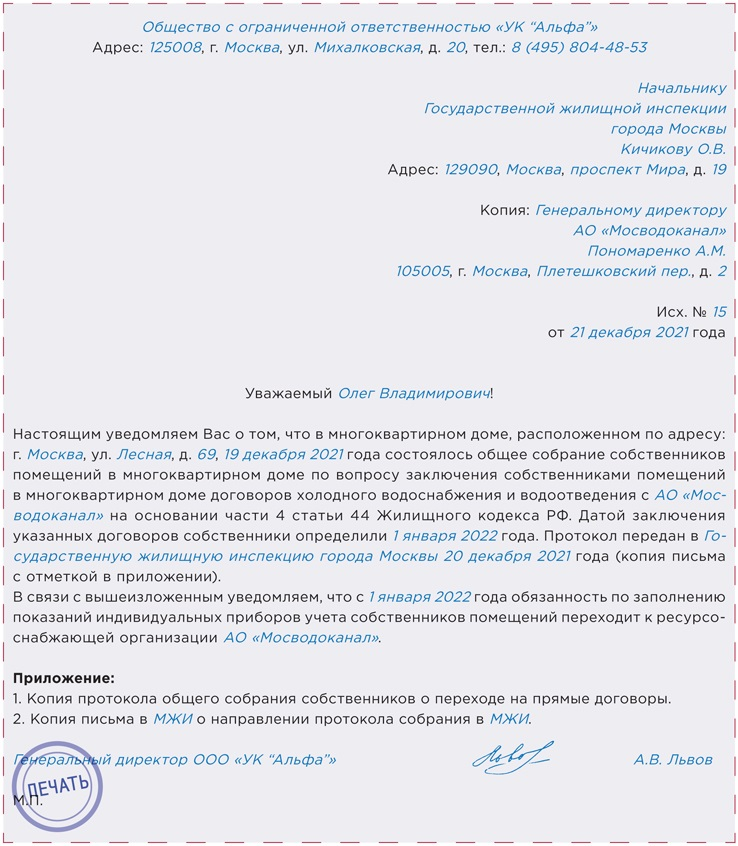 Общество с ограниченной ответственностью «УК “Альфа”»
Адрес: 125008, г. Москва, ул. Михалковская, д. 20, тел.: 8 (495) 804-48-53
Начальнику
Государственной жилищной инспекции
города Москвы
Кичикову О.В.
Адрес: 129090, Москва, проспект Мира, д. 19
Копия: Генеральному директору
АО «Мосводоканал»
Пономаренко А.М.
105005, г. Москва, Плетешковский пер., д. 2
Исх. № 15
от 21 декабря 2021 года
Уважаемый Олег Владимирович!
Настоящим уведомляем Вас о том, что в многоквартирном доме, расположенном по адресу:
г. Москва, ул. Лесная, д. 69, 19 декабря 2021 года состоялось общее собрание собственников
помещений в многоквартирном доме по вопросу заключения собственниками помещений
в многоквартирном доме договоров холодного водоснабжения и водоотведения с АО «Мос-
водоканал» на основании части 4 статьи 44 Жилищного кодекса РФ. Датой заключения
указанных договоров собственники определили 1 января 2022 года. Протокол передан в Го-
сударственную жилищную инспекцию города Москвы 20 декабря 2021 года (копия письма
с отметкой в приложении).
В связи с вышеизложенным уведомляем, что с 1 января 2022 года обязанность по заполнению
показаний индивидуальных приборов учета собственников помещений переходит к ресурсо-
снабжающей организации АО «Мосводоканал».
Приложение:
1. Копия протокола общего собрания собственников о переходе на прямые договоры.
2. Копия письма в МЖИ о направлении протокола собрания в МЖИ.
Генеральный директор ООО «УК “Альфа”» Львов А.В. Львов
ПЕЧАТЬ
М.П.